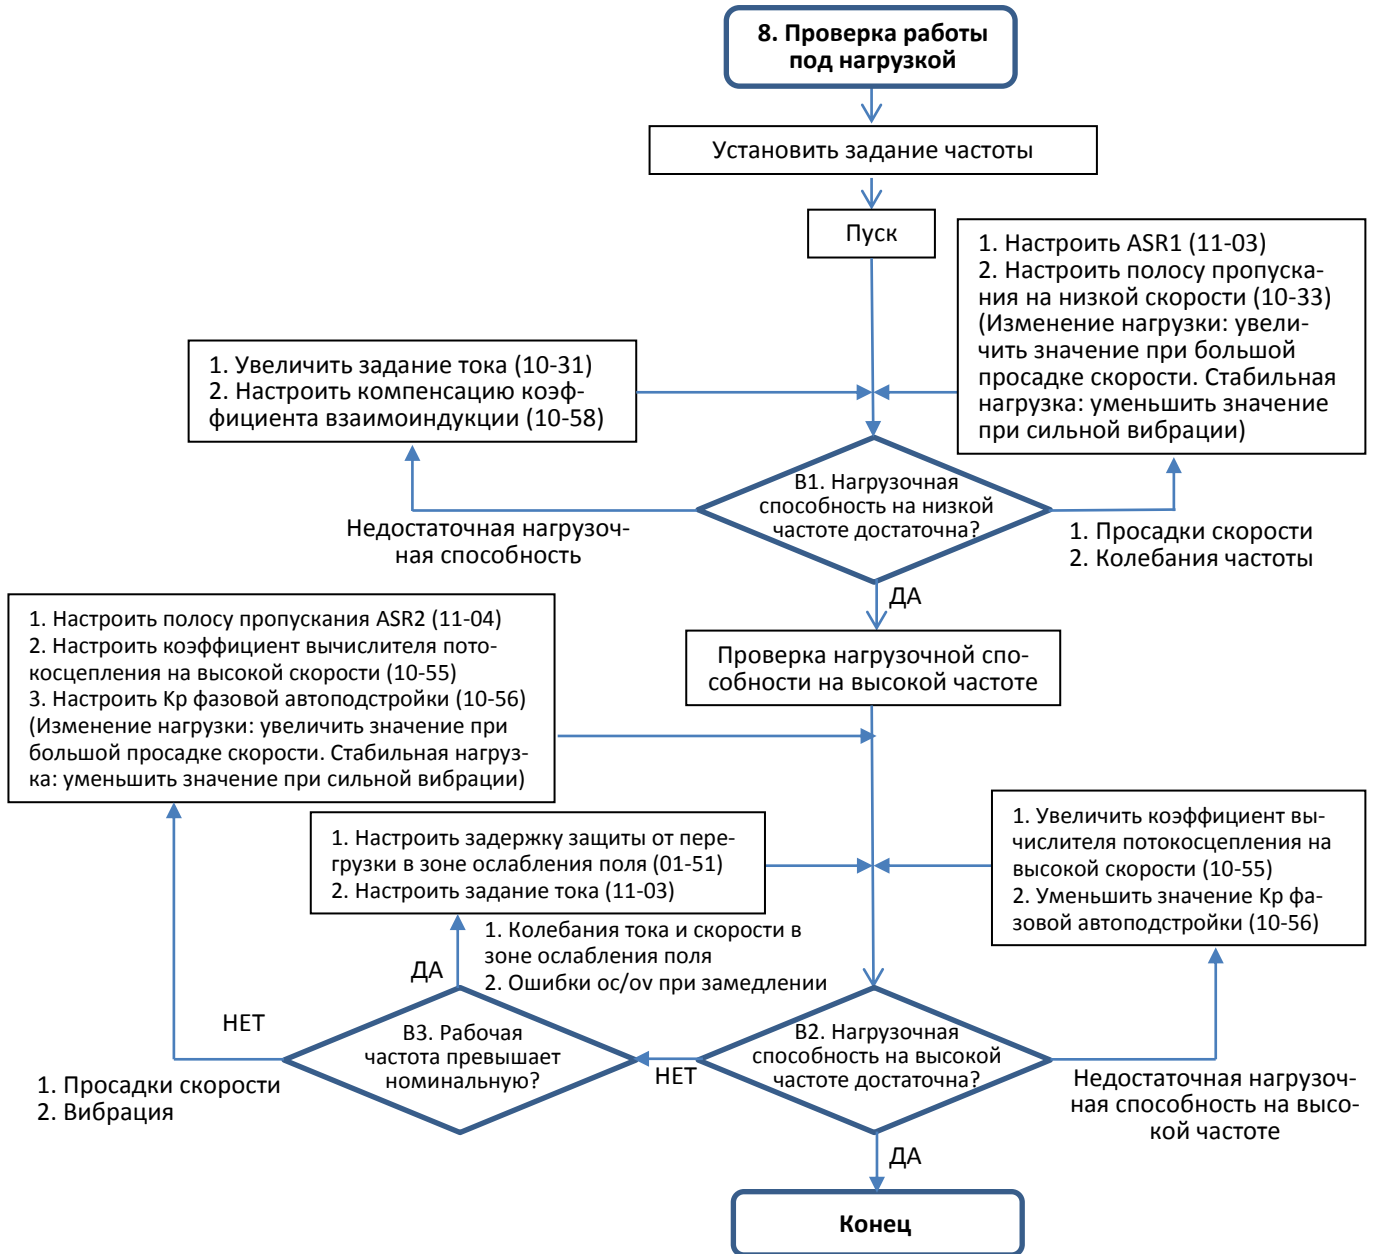 8. Проверка работы
под нагрузкой
Установить задание частоты
Пуск
1. Настроить ASR1 (11-03)
2. Настроить полосу пропуска-
ния на низкой скорости (10-33)
(Изменение нагрузки: увели-
чить значение при большой
просадке скорости. Стабильная
нагрузка: уменьшить значение
при сильной вибрации)
1. Увеличить задание тока (10-31)
2. Настроить компенсацию коэф-
фициента взаимоиндукции (10-58)
В1. Нагрузочная
способность на низкой
частоте достаточна?
Недостаточная нагрузоч-
ная способность
1. Просадки скорости
2. Колебания частоты
ДА
1. Настроить полосу пропускания ASR2 (11-04)
2. Настроить коэффициент вычислителя пото-
косцепления на высокой скорости (10-55)
3. Настроить Кр фазовой автоподстройки (10-56)
(Изменение нагрузки: увеличить значение при
большой просадке скорости. Стабильная нагруз-
ка: уменьшить значение при сильной вибрации)
Проверка нагрузочной спо-
собности на высокой частоте
1. Настроить задержку защиты от пере-
грузки в зоне ослабления поля (01-51)
2. Настроить задание тока (11-03)
1. Увеличить коэффициент вы-
числителя потокосцепления на
высокой скорости (10-55)
2. Уменьшить значение Кр фа-
зовой автоподстройки (10-56)
1. Колебания тока и скорости в
зоне ослабления поля
2. Ошибки oc/ov при замедлении
ДА
НЕТ
В3. Рабочая
частота превышает
номинальную?
НЕТ
В2. Нагрузочная
способность на высокой
частоте достаточна?
1. Просадки скорости
2. Вибрация
Недостаточная нагрузоч-
ная способность на высо-
кой частоте
ДА
Конец